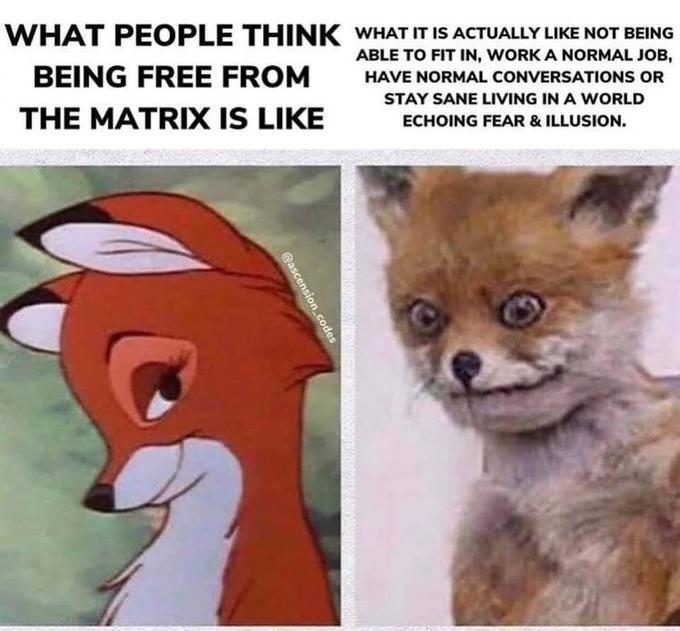 WHAT PEOPLE THINK
BEING FREE FROM
THE MATRIX IS LIKE
WHAT IT IS ACTUALLY LIKE NOT BEING
ABLE TO FIT IN, WORK A NORMAL JOB,
HAVE NORMAL CONVERSATIONS OR
STAY SANE LIVING IN A WORLD
ECHOING FEAR & ILLUSION.
@ascension_codes